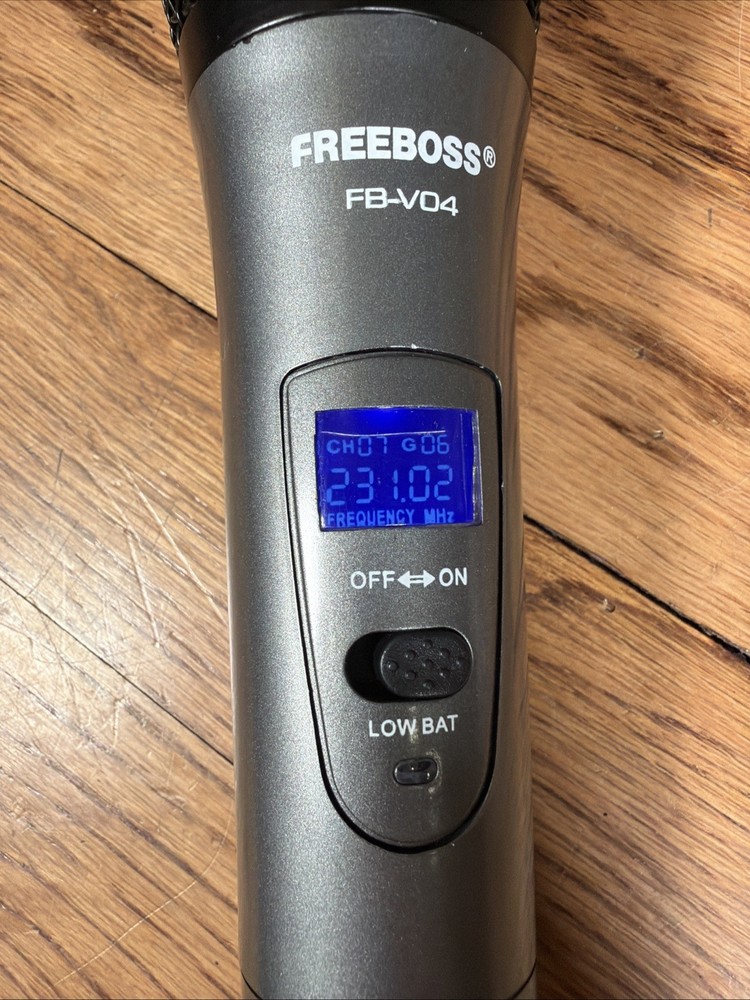 FREEBOSS®
FB-V04
CH07 G06
231.02
FREQUENCY MHz
OFF⇔ON
LOW BAT